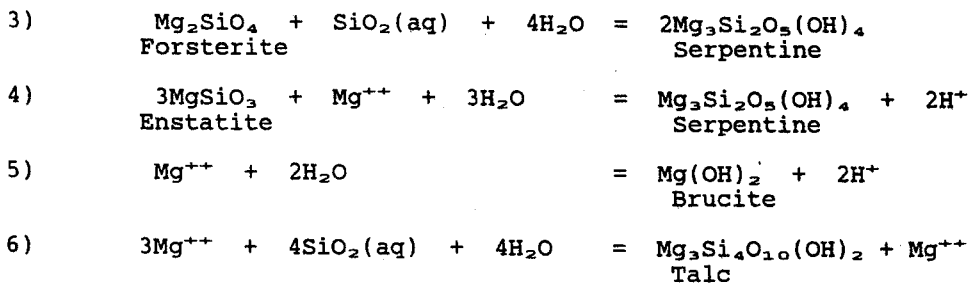 3) Mg₂SiO₄ + SiO₂(aq) + 4H₂O = 2Mg₃Si₂O₅(OH)₄
Forsterite Serpentine
4) 3MgSiO₃ + Mg⁺⁺ + 3H₂O = Mg₃Si₂O₅(OH)₄ + 2H⁺
Enstatite Serpentine
5) Mg⁺⁺ + 2H₂O = Mg(OH)₂ + 2H⁺
Brucite
6) 3Mg⁺⁺ + 4SiO₂(aq) + 4H₂O = Mg₃Si₄O₁₀(OH)₂ + Mg⁺⁺
Talc